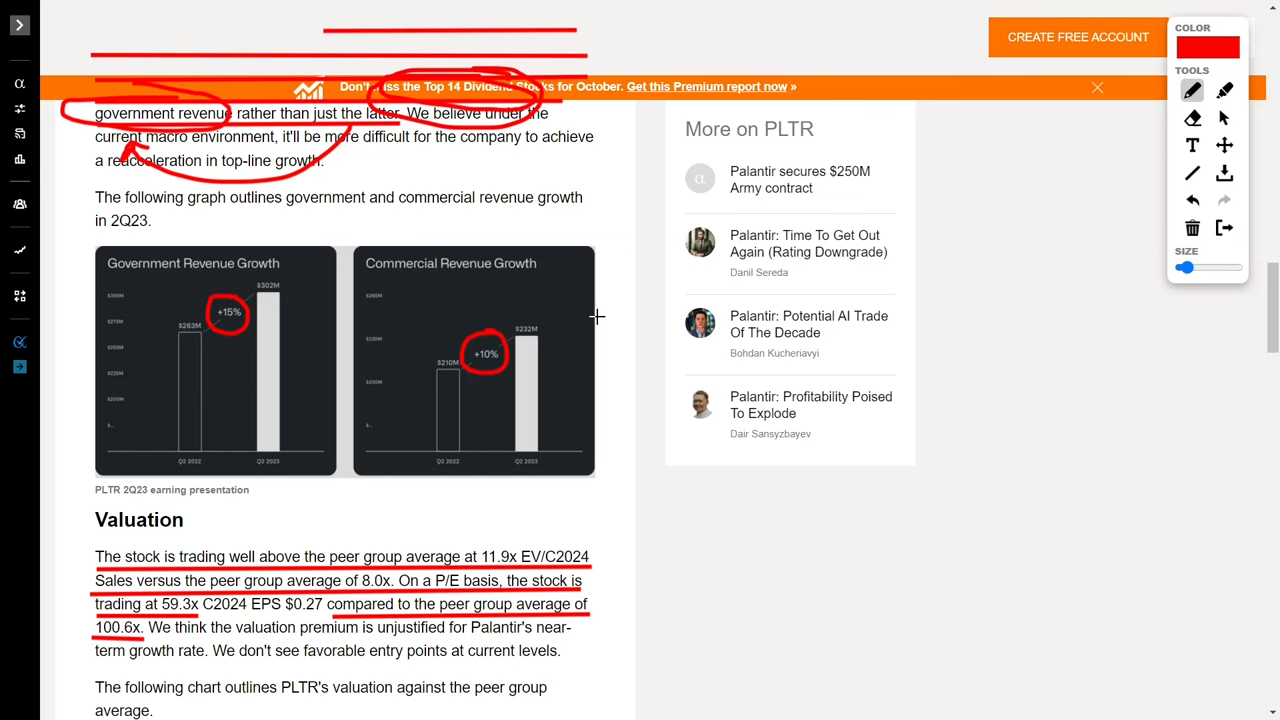 CREATE FREE ACCOUNT
COLOR
TOOLS
T
SIZE
Don't miss the Top 14 Dividend Stocks for October. Get this Premium report now »
government revenue rather than just the latter. We believe under the
current macro environment, it'll be more difficult for the company to achieve
a reacceleration in top-line growth.
The following graph outlines government and commercial revenue growth
in 2Q23.
Government Revenue Growth
$302M
$300M
+15%
$275M
$263M
$250M
$225M
$200M
$...
Q2 2022
Q2 2023
Commercial Revenue Growth
$260M
$232M
$230M
+10%
$210M
$200M
$...
Q2 2022
Q2 2023
PLTR 2Q23 earning presentation
Valuation
The stock is trading well above the peer group average at 11.9x EV/C2024
Sales versus the peer group average of 8.0x. On a P/E basis, the stock is
trading at 59.3x C2024 EPS $0.27 compared to the peer group average of
100.6x. We think the valuation premium is unjustified for Palantir's near-
term growth rate. We don't see favorable entry points at current levels.
The following chart outlines PLTR's valuation against the peer group
average.
More on PLTR
α
Palantir secures $250M
Army contract
Palantir: Time To Get Out
Again (Rating Downgrade)
Danil Sereda
Palantir: Potential AI Trade
Of The Decade
Bohdan Kucheriavyi
Palantir: Profitability Poised
To Explode
Dair Sansyzbayev